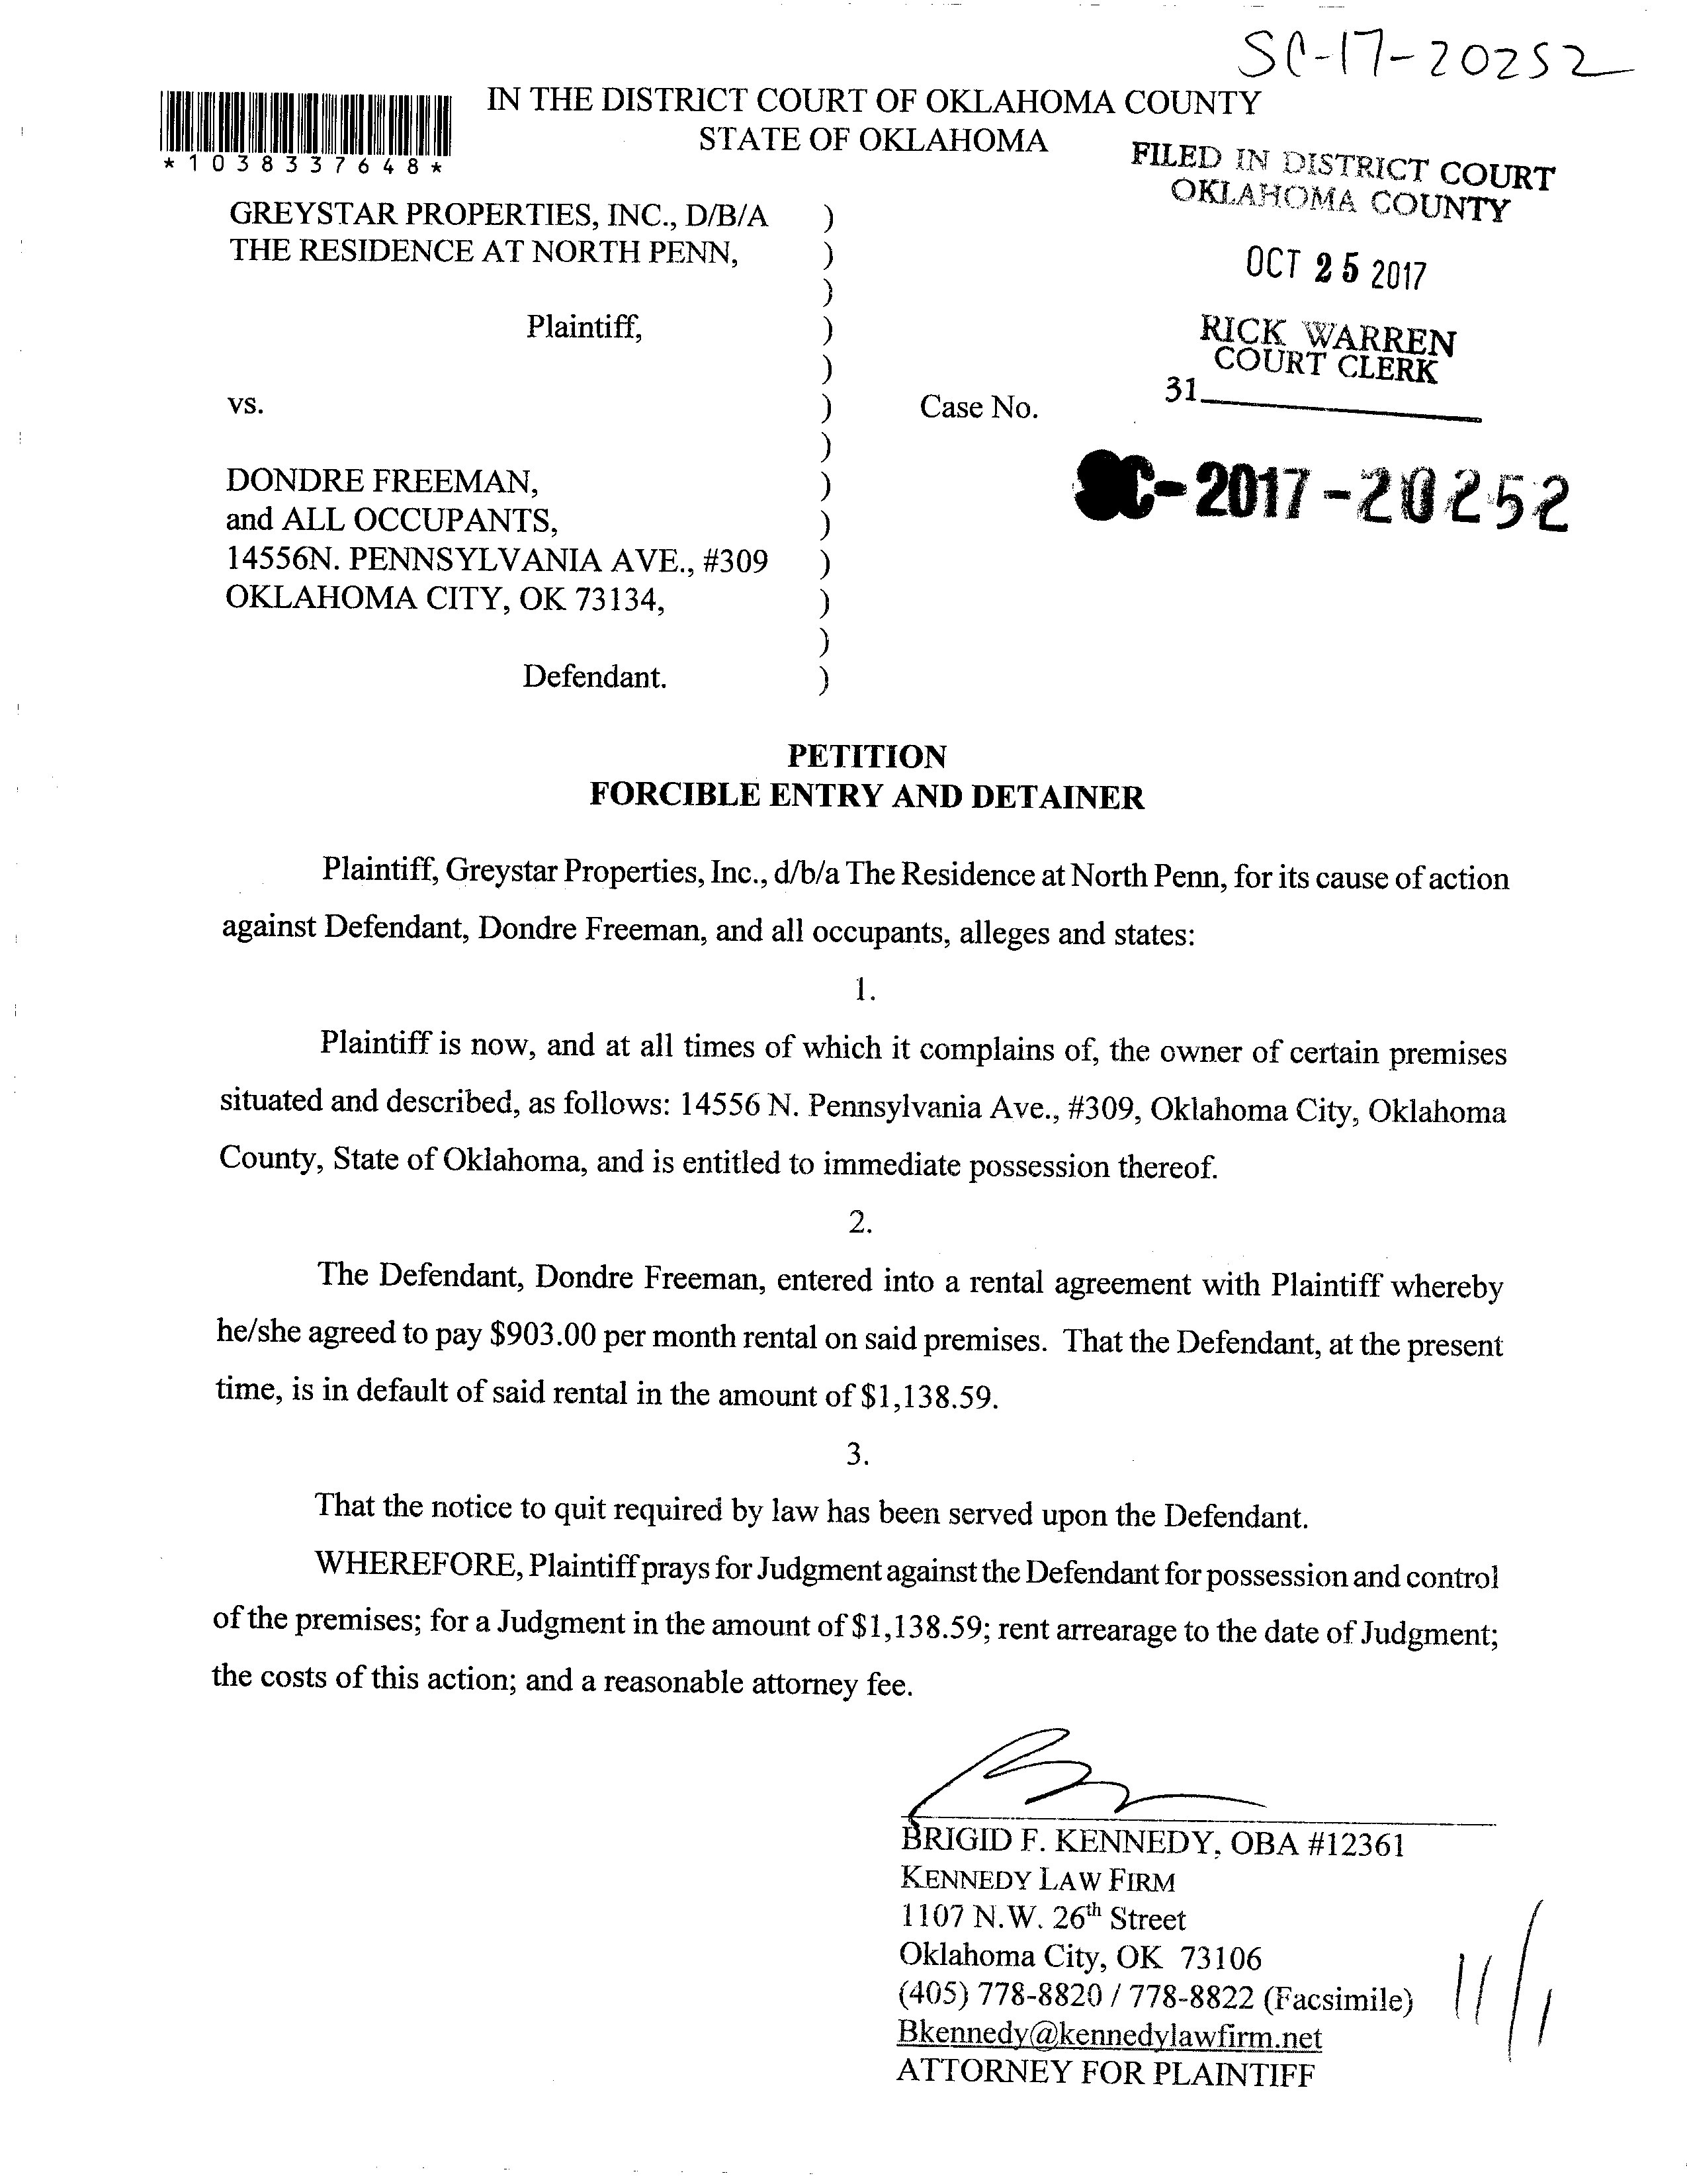 SC-17-20252
IN THE DISTRICT COURT OF OKLAHOMA COUNTY
STATE OF OKLAHOMA
*1038337648*
FILED IN DISTRICT COURT
OKLAHOMA COUNTY
OCT 25 2017
RICK WARREN
COURT CLERK
31
GREYSTAR PROPERTIES, INC., D/B/A )
THE RESIDENCE AT NORTH PENN, )
)
Plaintiff, )
)
vs. ) Case No.
)
SC-2017-20252
DONDRE FREEMAN, )
and ALL OCCUPANTS, )
14556N. PENNSYLVANIA AVE., #309 )
OKLAHOMA CITY, OK 73134, )
)
Defendant. )
PETITION
FORCIBLE ENTRY AND DETAINER
Plaintiff, Greystar Properties, Inc., d/b/a The Residence at North Penn, for its cause of action
against Defendant, Dondre Freeman, and all occupants, alleges and states:
1.
Plaintiff is now, and at all times of which it complains of, the owner of certain premises
situated and described, as follows: 14556 N. Pennsylvania Ave., #309, Oklahoma City, Oklahoma
County, State of Oklahoma, and is entitled to immediate possession thereof.
2.
The Defendant, Dondre Freeman, entered into a rental agreement with Plaintiff whereby
he/she agreed to pay $903.00 per month rental on said premises. That the Defendant, at the present
time, is in default of said rental in the amount of $1,138.59.
3.
That the notice to quit required by law has been served upon the Defendant.
WHEREFORE, Plaintiff prays for Judgment against the Defendant for possession and control
of the premises; for a Judgment in the amount of $1,138.59; rent arrearage to the date of Judgment;
the costs of this action; and a reasonable attorney fee.
BRIGID F. KENNEDY, OBA #12361
KENNEDY LAW FIRM
1107 N.W. 26th Street
Oklahoma City, OK 73106
(405) 778-8820 / 778-8822 (Facsimile)
Bkennedy@kennedylawfirm.net
ATTORNEY FOR PLAINTIFF
11/1